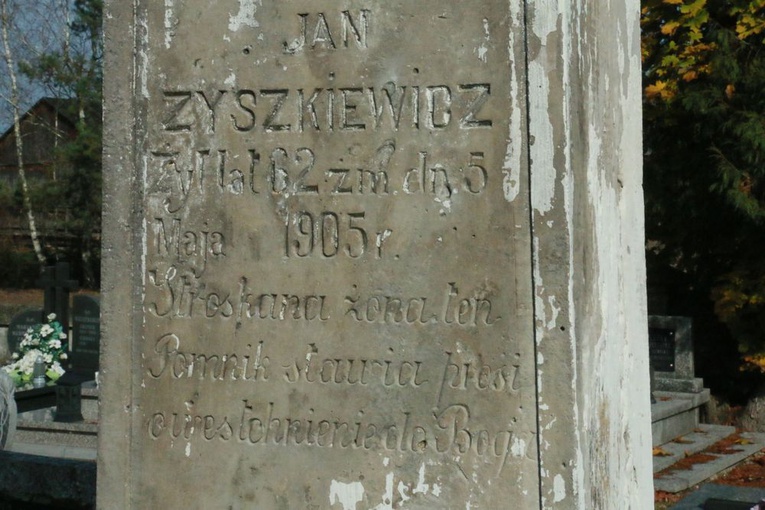 JAN
ZYSZKIEWICZ
Żył lat 62. zm. dn. 5
Maja 1905 r.
Stroskana żona ten
Pomnik stawia prosi
o westchnienie do Boga